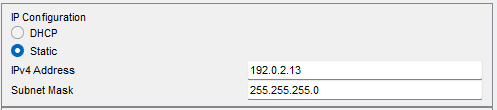 IP Configuration
DHCP
Static
IPv4 Address 192.0.2.13
Subnet Mask 255.255.255.0